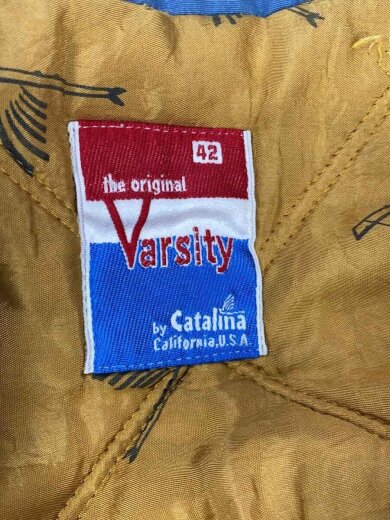 42
the original
Varsity
by Catalina
California, U.S.A.